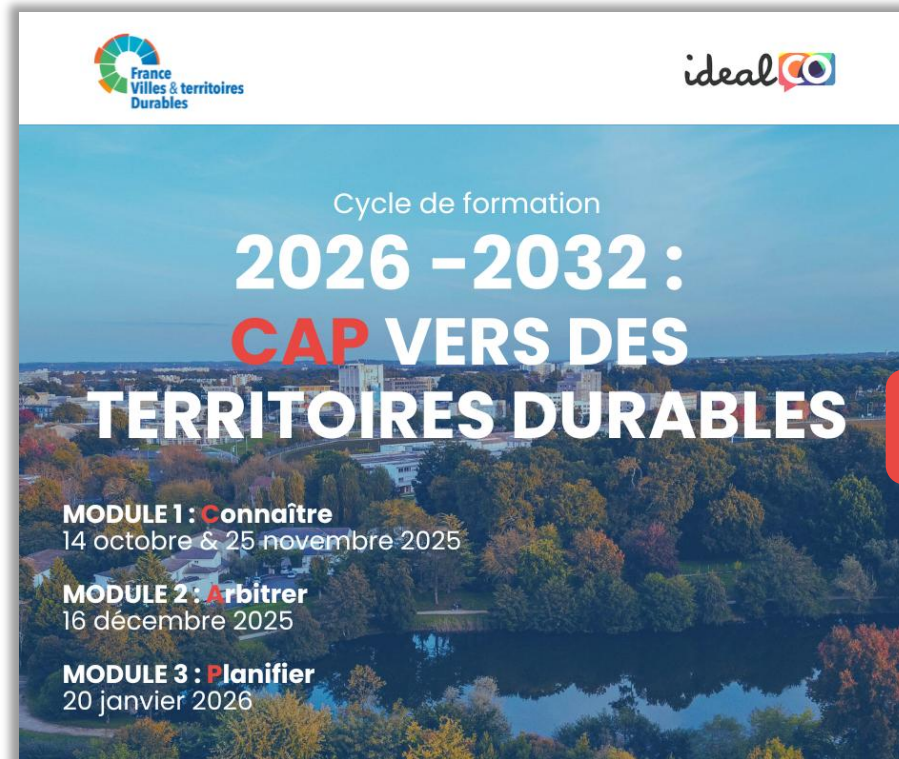 France
Villes & territoires
Durables
idealCO
Cycle de formation
2026 -2032 :
CAP VERS DES
TERRITOIRES DURABLES
MODULE 1 : Connaître
14 octobre & 25 novembre 2025
MODULE 2 : Arbitrer
16 décembre 2025
MODULE 3 : Planifier
20 janvier 2026